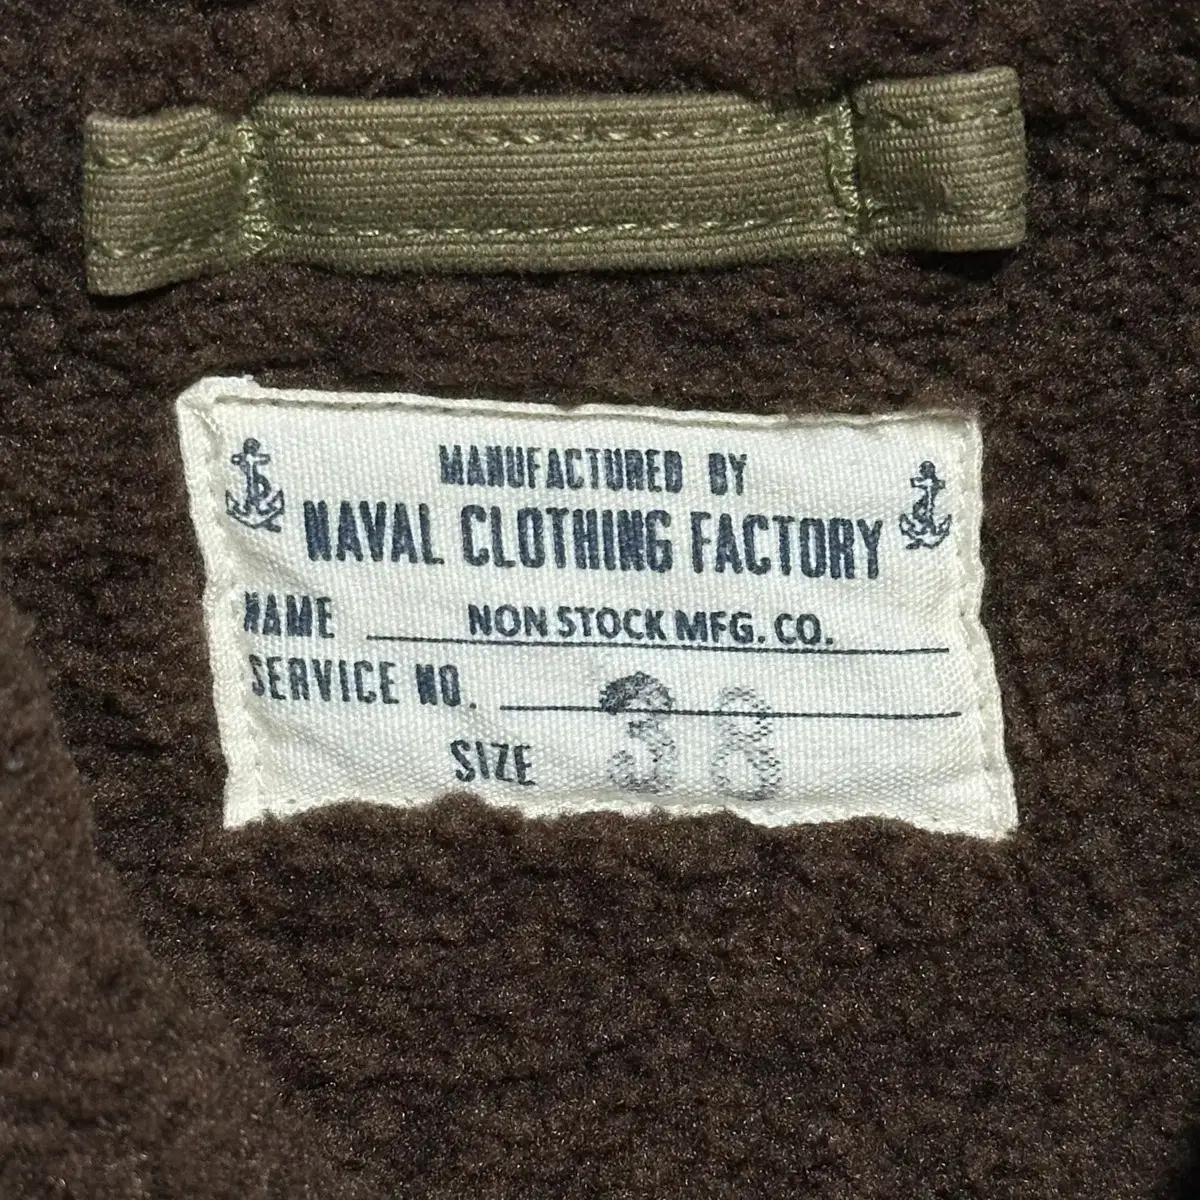 MANUFACTURED BY
NAVAL CLOTHING FACTORY
NAME NON STOCK MFG. CO.
SERVICE NO.
SIZE 38